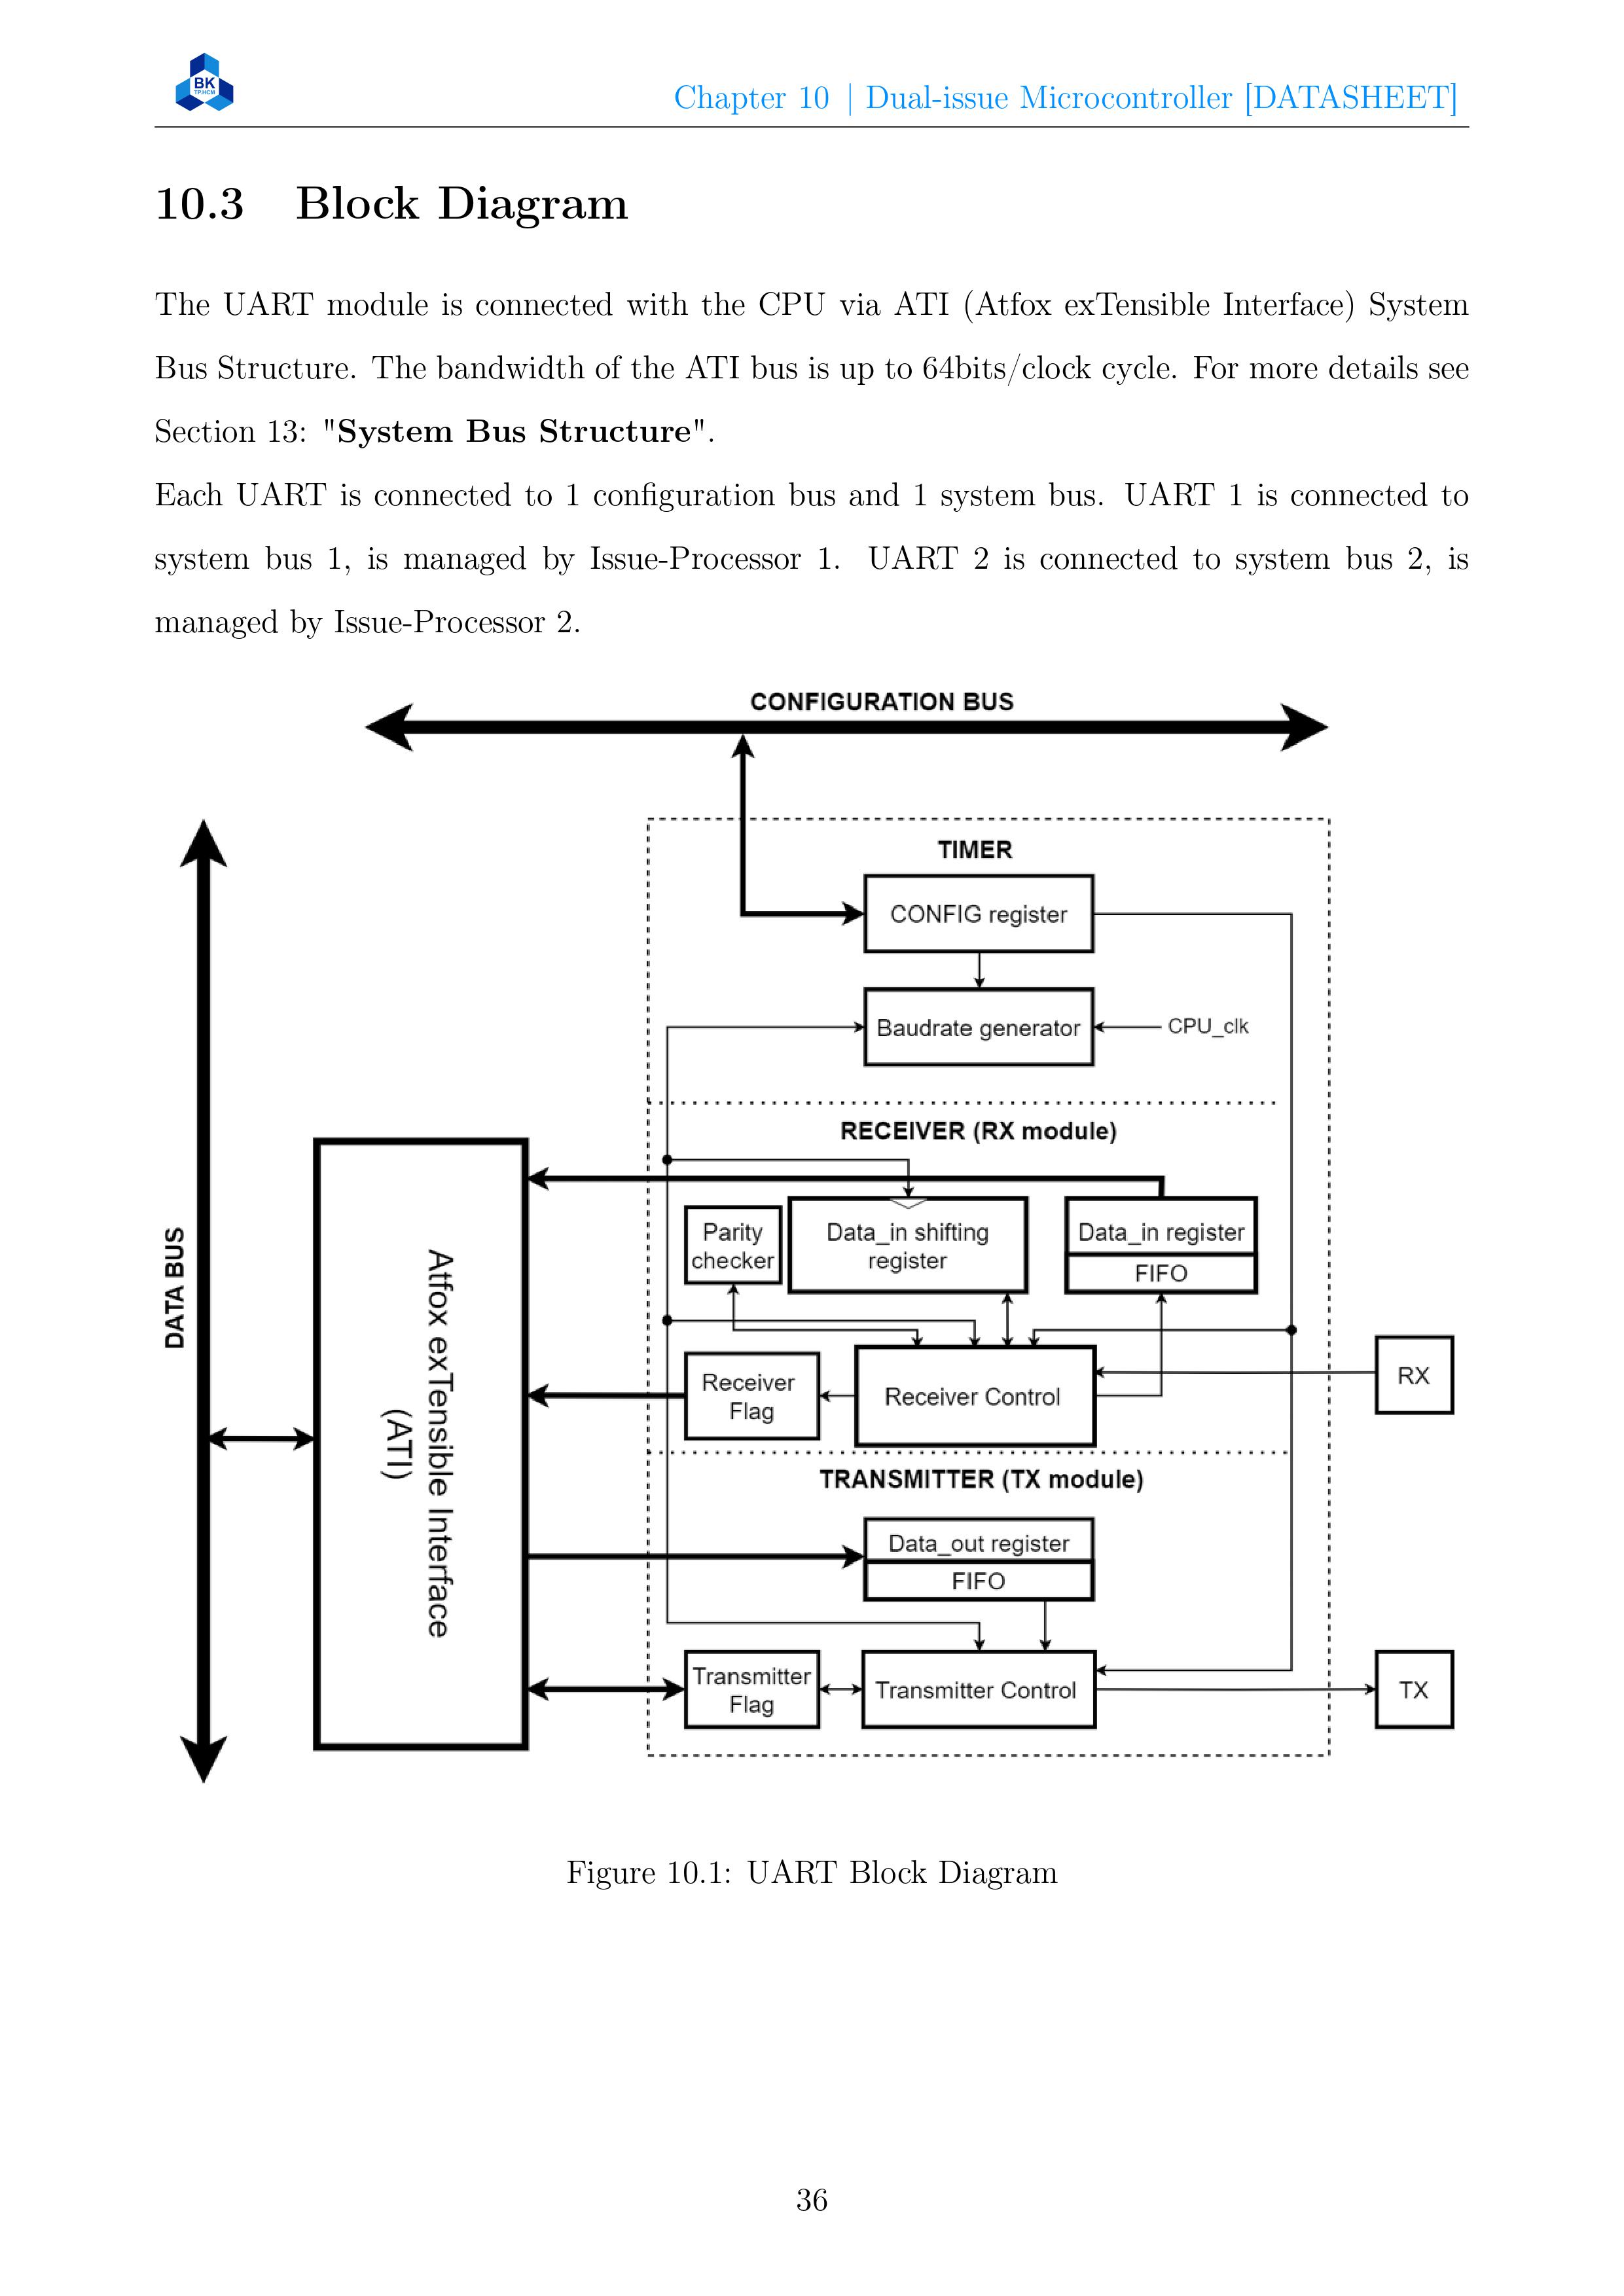 BK
TP.HCM
Chapter 10 | Dual-issue Microcontroller [DATASHEET]
10.3 Block Diagram
The UART module is connected with the CPU via ATI (Atfox exTensible Interface) System
Bus Structure. The bandwidth of the ATI bus is up to 64bits/clock cycle. For more details see
Section 13: "System Bus Structure".
Each UART is connected to 1 configuration bus and 1 system bus. UART 1 is connected to
system bus 1, is managed by Issue-Processor 1. UART 2 is connected to system bus 2, is
managed by Issue-Processor 2.
CONFIGURATION BUS
TIMER
CONFIG register
Baudrate generator
CPU_clk
RECEIVER (RX module)
DATA BUS
Atfox exTensible Interface
(ATI)
Parity
checker
Data_in shifting
register
Data_in register
FIFO
Receiver
Flag
Receiver Control
RX
TRANSMITTER (TX module)
Data_out register
FIFO
Transmitter
Flag
Transmitter Control
TX
Figure 10.1: UART Block Diagram
36